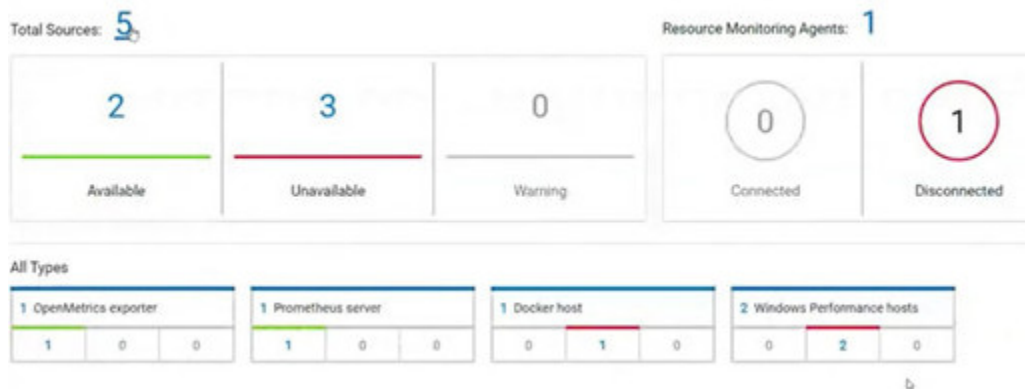 Total Sources: 5
Resource Monitoring Agents: 1
2 3 0
Available Unavailable Warning
0 1
Connected Disconnected
All Types
1 OpenMetrics exporter
1 0 0
1 Prometheus server
1 0 0
1 Docker host
0 1 0
2 Windows Performance hosts
0 2 0